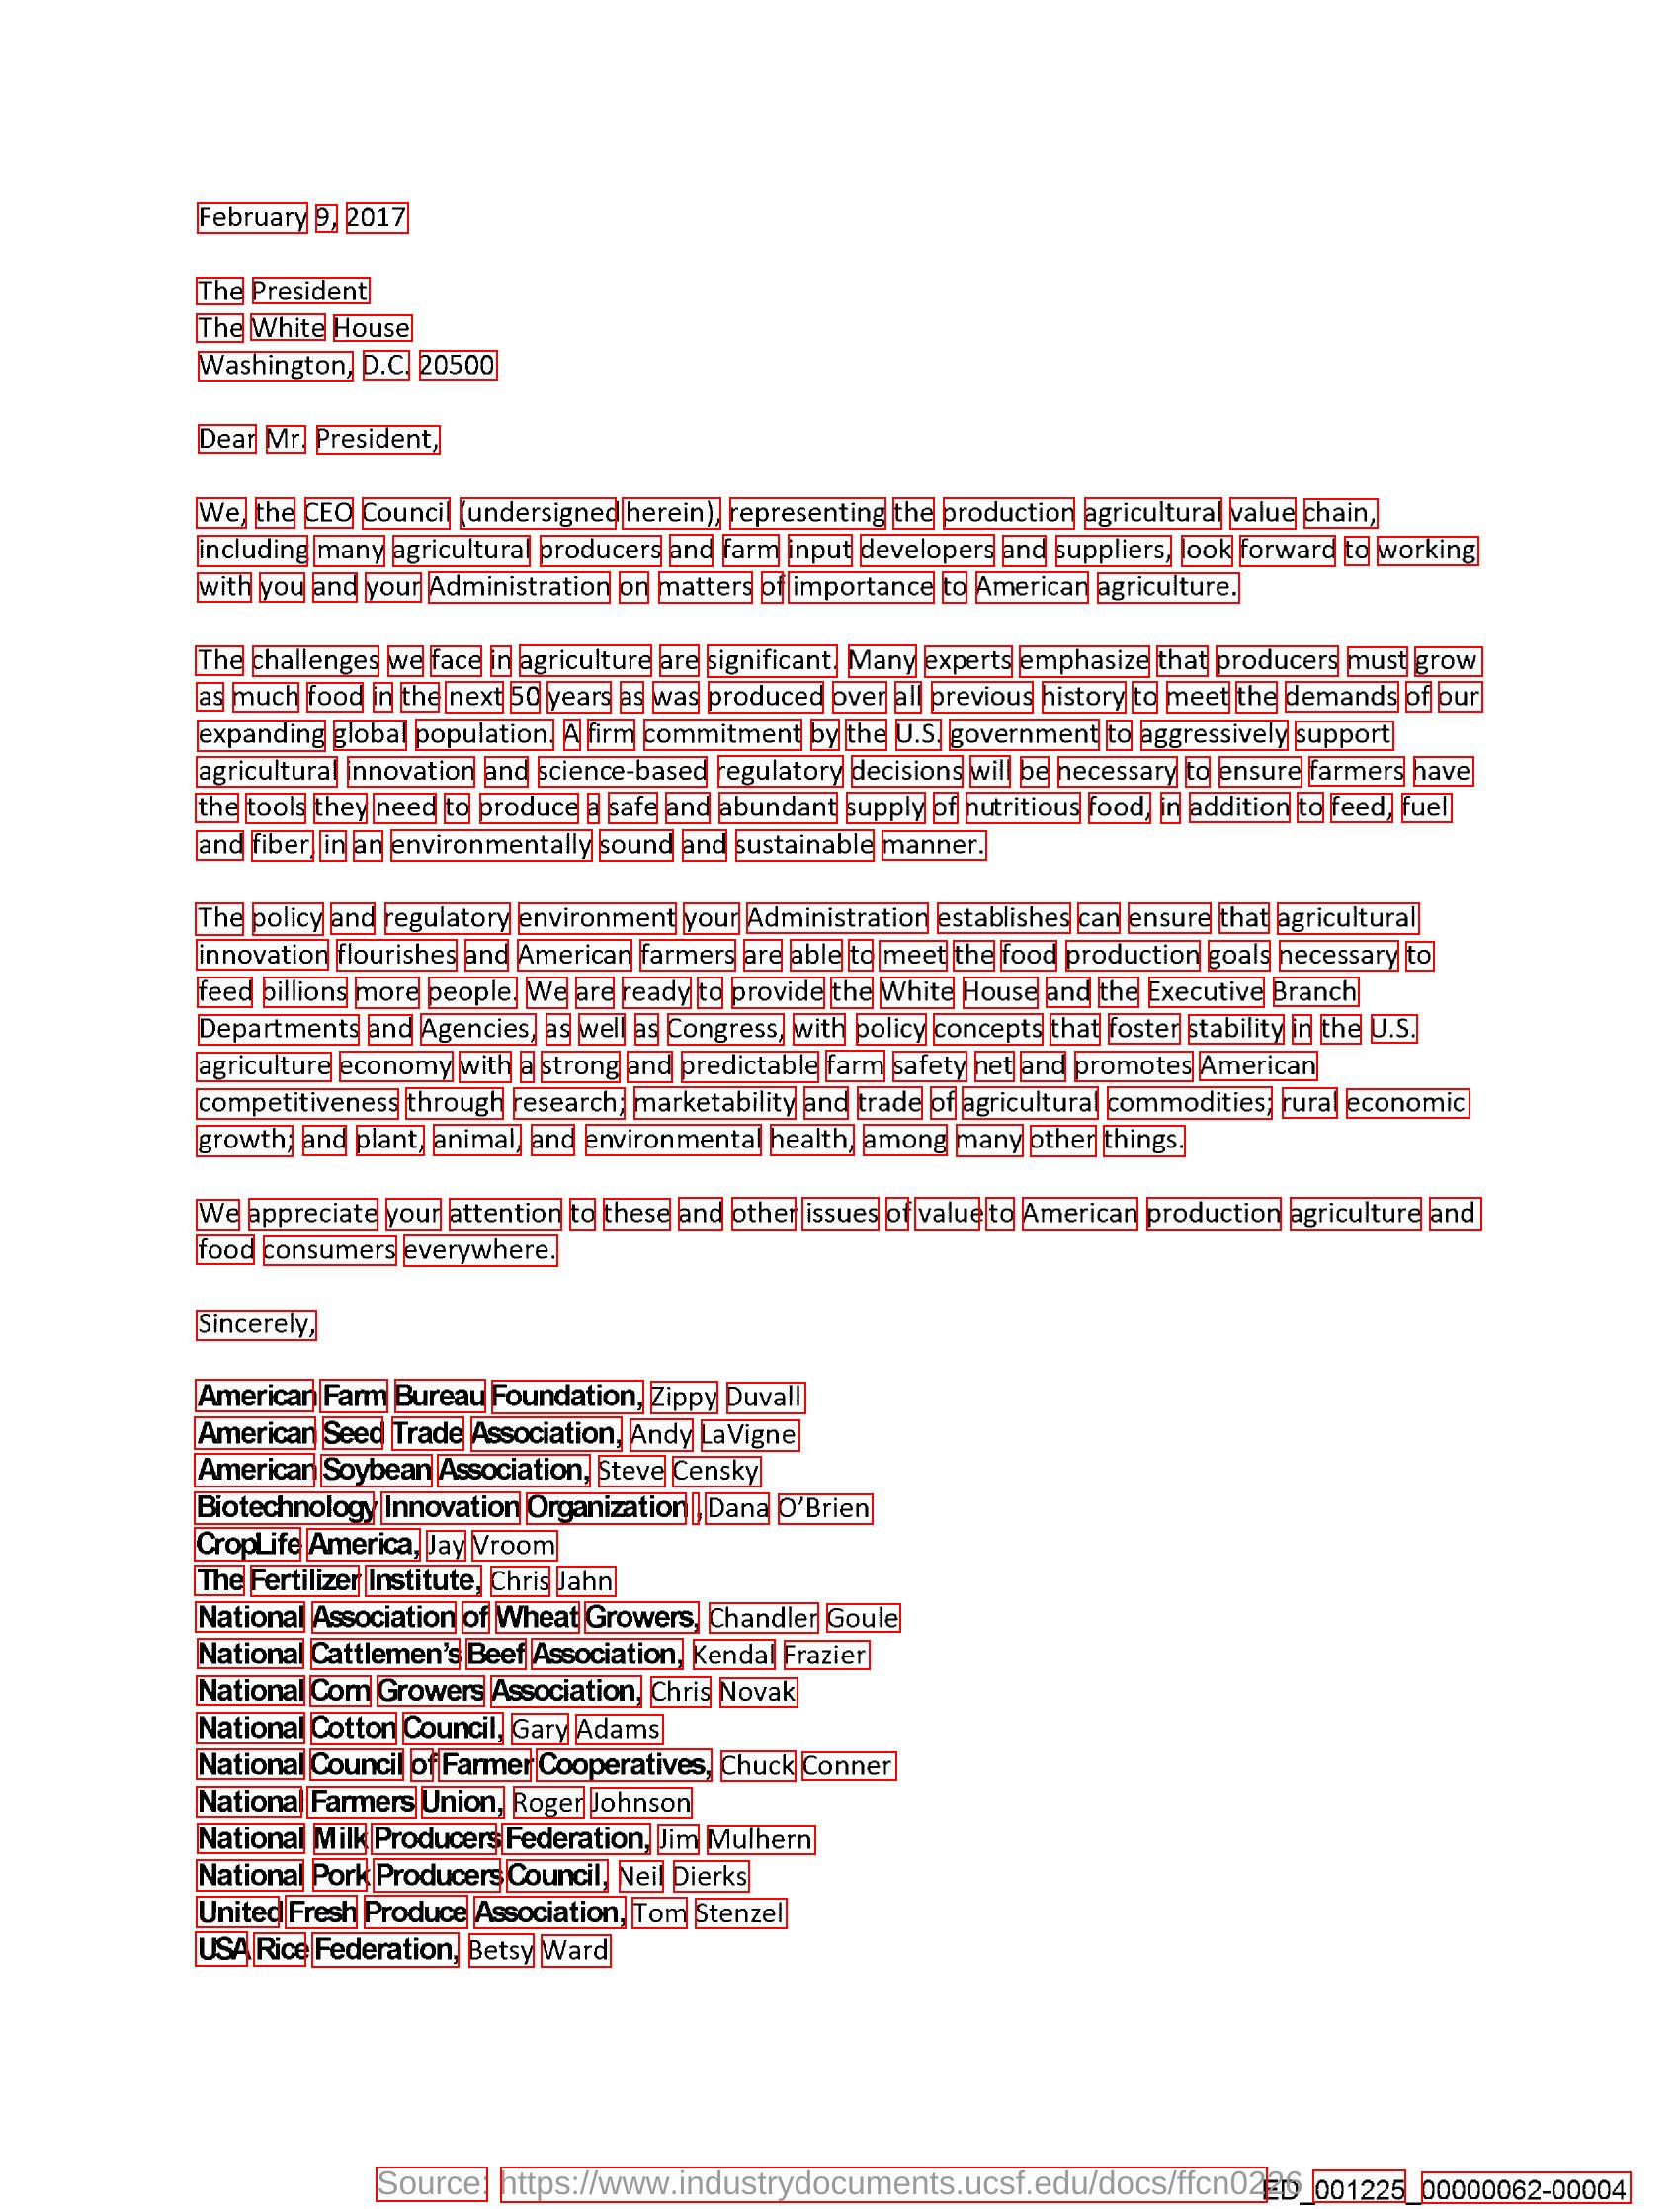 February 9, 2017
The President
The White House
Washington, D.C. 20500
Dear Mr. President,
We, the CEO Council (undersigned herein), representing the production agricultural value chain,
including many agricultural producers and farm input developers and suppliers, look forward to working
with you and your Administration on matters of importance to American agriculture.
The challenges we face in agriculture are significant. Many experts emphasize that producers must grow
as much food in the next 50 years as was produced over all previous history to meet the demands of our
expanding global population. A firm commitment by the U.S. government to aggressively support
agricultural innovation and science-based regulatory decisions will be necessary to ensure farmers have
the tools they need to produce a safe and abundant supply of nutritious food, in addition to feed, fuel
and fiber, in an environmentally sound and sustainable manner.
The policy and regulatory environment your Administration establishes can ensure that agricultural
innovation flourishes and American farmers are able to meet the food production goals necessary to
feed billions more people. We are ready to provide the White House and the Executive Branch
Departments and Agencies, as well as Congress, with policy concepts that foster stability in the U.S.
agriculture economy with a strong and predictable farm safety net and promotes American
competitiveness through research; marketability and trade of agricultural commodities; rural economic
growth; and plant, animal, and environmental health, among many other things.
We appreciate your attention to these and other issues of value to American production agriculture and
food consumers everywhere.
Sincerely,
American Farm Bureau Foundation, Zippy Duvall
American Seed Trade Association, Andy LaVigne
American Soybean Association, Steve Censky
Biotechnology Innovation Organization , Dana O'Brien
CropLife America, Jay Vroom
The Fertilizer Institute, Chris Jahn
National Association of Wheat Growers, Chandler Goule
National Cattlemen's Beef Association, Kendal Frazier
National Corn Growers Association, Chris Novak
National Cotton Council, Gary Adams
National Council of Farmer Cooperatives, Chuck Conner
National Farmers Union, Roger Johnson
National Milk Producers Federation, Jim Mulhern
National Pork Producers Council, Neil Dierks
United Fresh Produce Association, Tom Stenzel
USA Rice Federation, Betsy Ward
Source: https://www.industrydocuments.ucsf.edu/docs/ffcn0226
ED_001225_00000062-00004